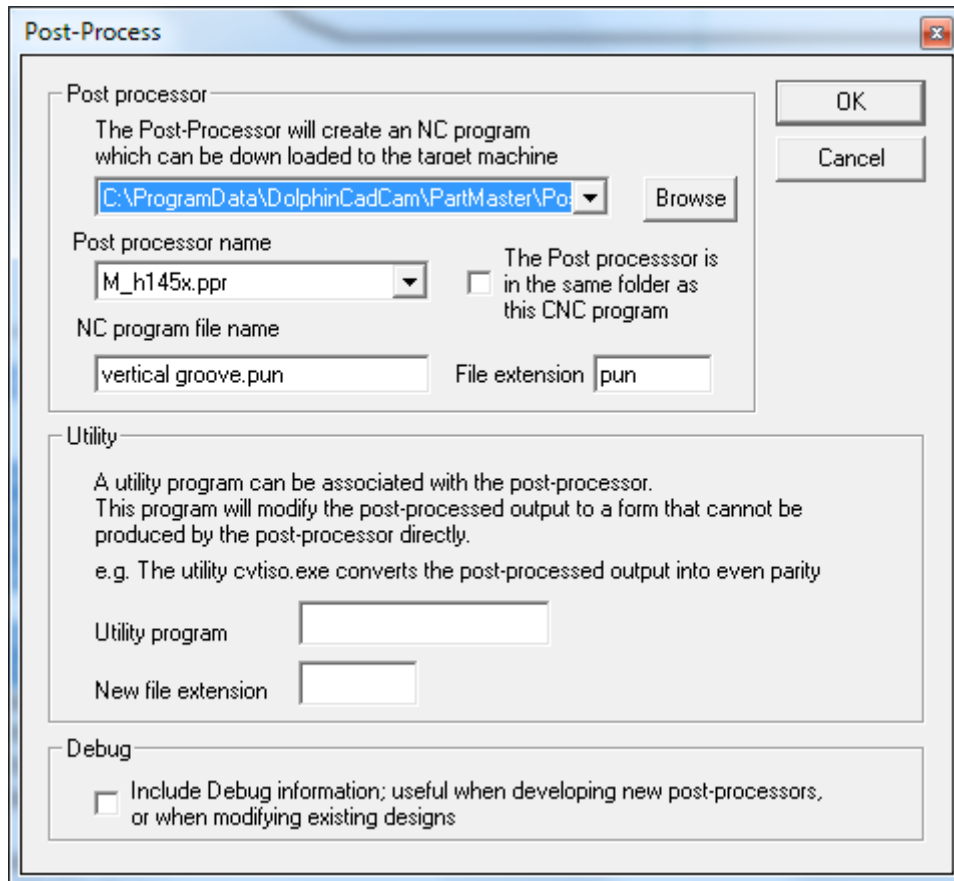 Post-Process
Post processor
OK
The Post-Processor will create an NC program
which can be down loaded to the target machine
Cancel
C:\ProgramData\DolphinCadCam\PartMaster\Po
Browse
Post processor name
M_h145x.ppr
The Post processsor is
in the same folder as
this CNC program
NC program file name
vertical groove.pun
File extension
pun
Utility
A utility program can be associated with the post-processor.
This program will modify the post-processed output to a form that cannot be
produced by the post-processor directly.
e.g. The utility cvtiso.exe converts the post-processed output into even parity
Utility program
New file extension
Debug
Include Debug information; useful when developing new post-processors,
or when modifying existing designs